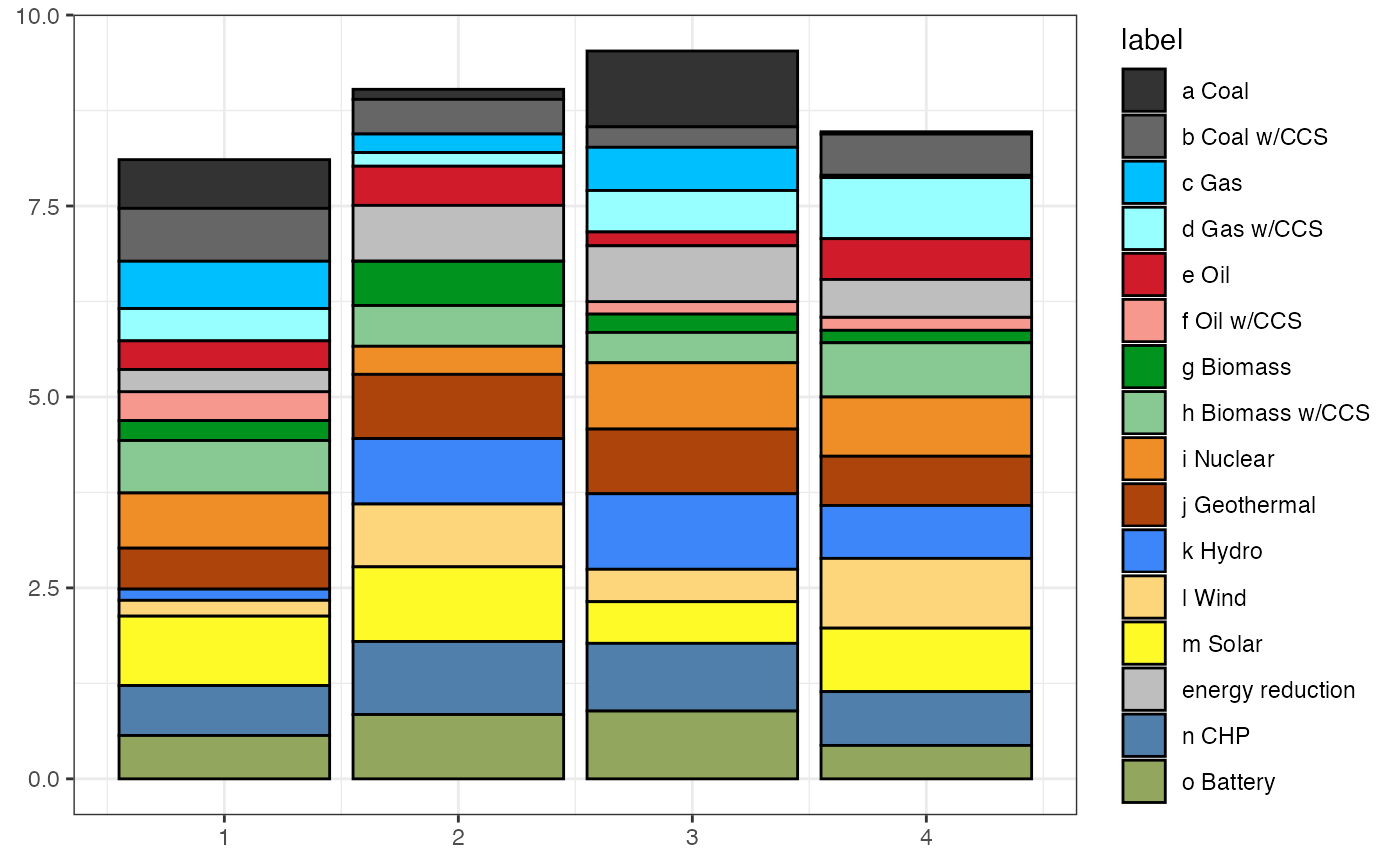 10.0
7.5
5.0
2.5
0.0
1 2 3 4
label
a Coal
b Coal w/CCS
c Gas
d Gas w/CCS
e Oil
f Oil w/CCS
g Biomass
h Biomass w/CCS
i Nuclear
j Geothermal
k Hydro
l Wind
m Solar
energy reduction
n CHP
o Battery